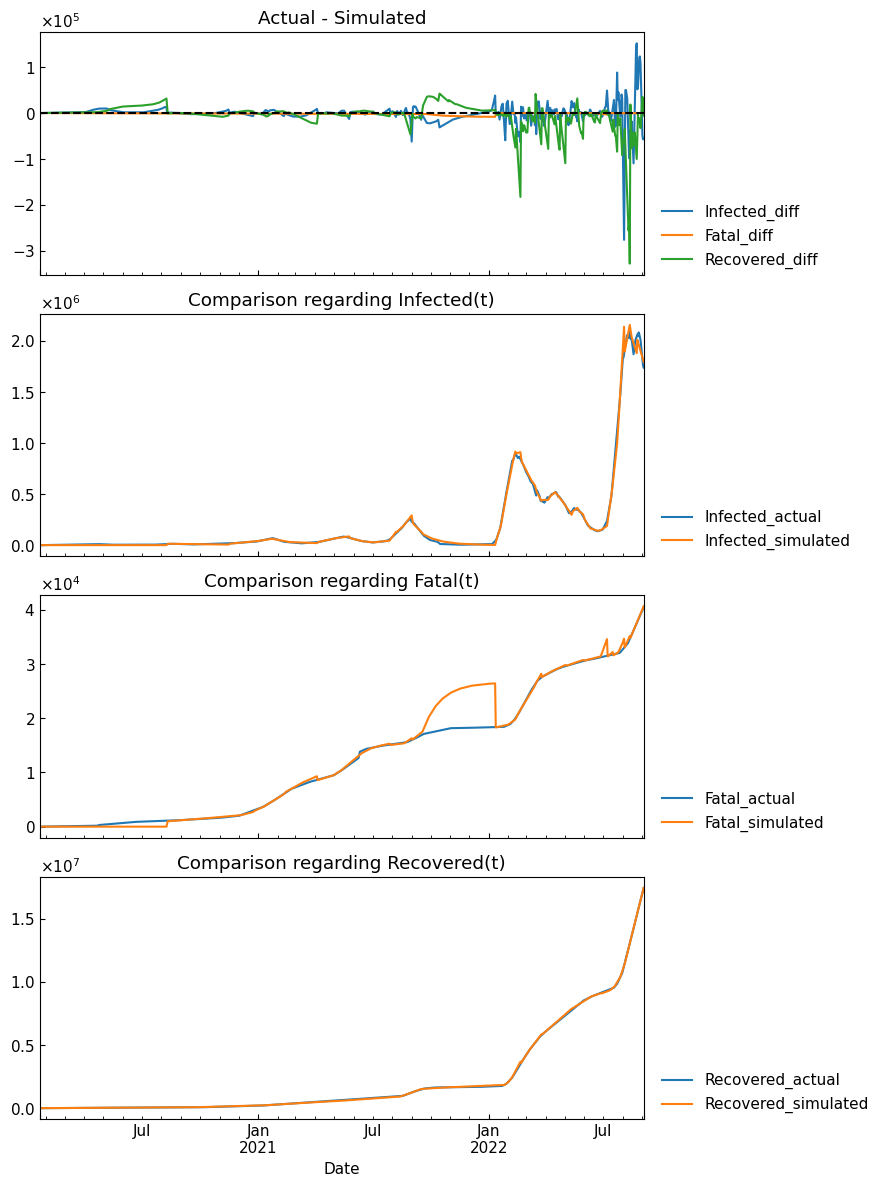 Actual - Simulated
×10⁵
1
0
−1
−2
−3
Infected_diff
Fatal_diff
Recovered_diff
Comparison regarding Infected(t)
×10⁶
2.0
1.5
1.0
0.5
0.0
Infected_actual
Infected_simulated
Comparison regarding Fatal(t)
×10⁴
4
3
2
1
0
Fatal_actual
Fatal_simulated
Comparison regarding Recovered(t)
×10⁷
1.5
1.0
0.5
0.0
Recovered_actual
Recovered_simulated
Jul Jan Jul Jan Jul
2021 2022
Date